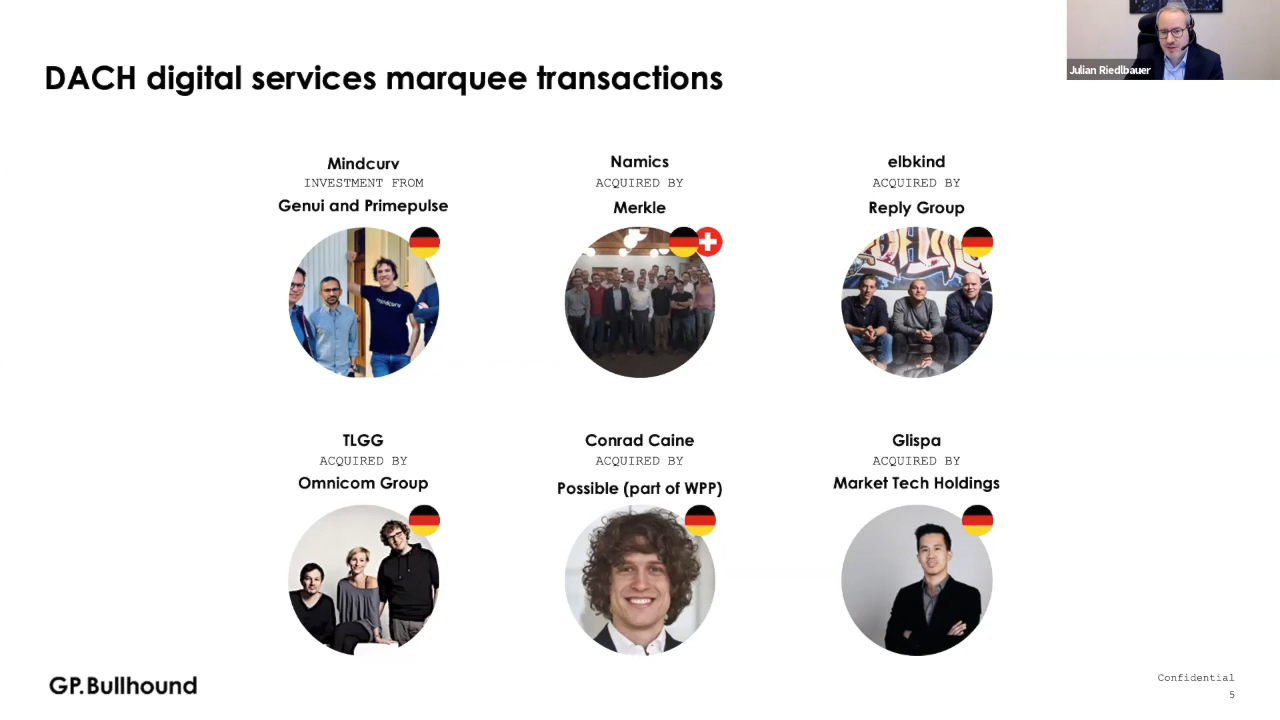 Julian Riedlbauer
DACH digital services marquee transactions
Mindcurv
INVESTMENT FROM
Genui and Primepulse
Namics
ACQUIRED BY
Merkle
elbkind
ACQUIRED BY
Reply Group
mindcurv
TLGG
ACQUIRED BY
Omnicom Group
Conrad Caine
ACQUIRED BY
Possible (part of WPP)
Glispa
ACQUIRED BY
Market Tech Holdings
GP.Bullhound
Confidential
5